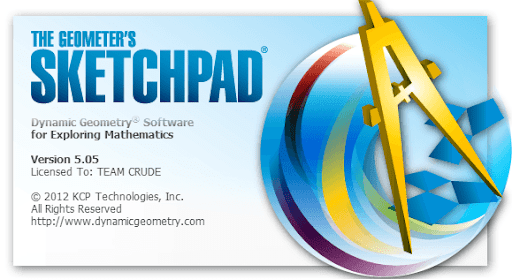 THE GEOMETER'S
SKETCHPAD®
Dynamic Geometry® Software
for Exploring Mathematics
Version 5.05
Licensed To: TEAM CRUDE
© 2012 KCP Technologies, Inc.
All Rights Reserved
http://www.dynamicgeometry.com